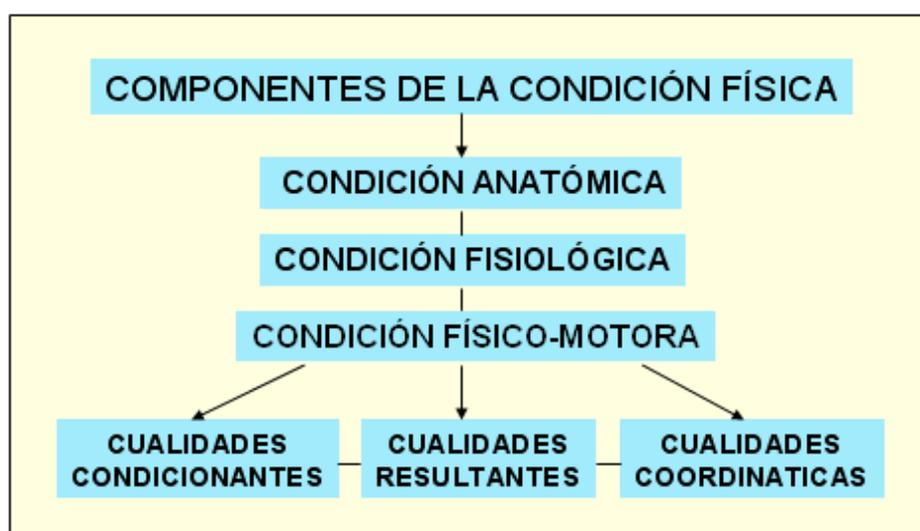 COMPONENTES DE LA CONDICIÓN FÍSICA
CONDICIÓN ANATÓMICA
CONDICIÓN FISIOLÓGICA
CONDICIÓN FÍSICO-MOTORA
CUALIDADES
CONDICIONANTES
CUALIDADES
RESULTANTES
CUALIDADES
COORDINATICAS